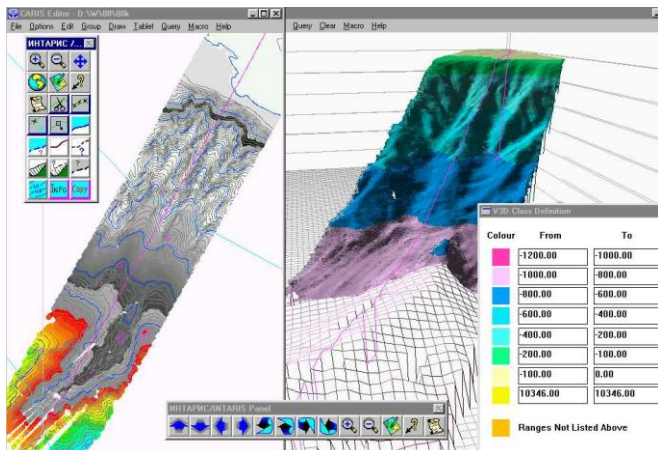 CARIS Editor - D:\W\88\88k
File Options Edit Group Draw Tablet Query Macro Help
Query Clear Macro Help
ИНТАРИС /...
Info Copy
V3D Class Definition
Colour From To
-1200.00 -1000.00
-1000.00 -800.00
-800.00 -600.00
-600.00 -400.00
-400.00 -200.00
-200.00 -100.00
-100.00 0.00
10346.00 10346.00
Ranges Not Listed Above
ИНТАРИС/INTARIS Panel